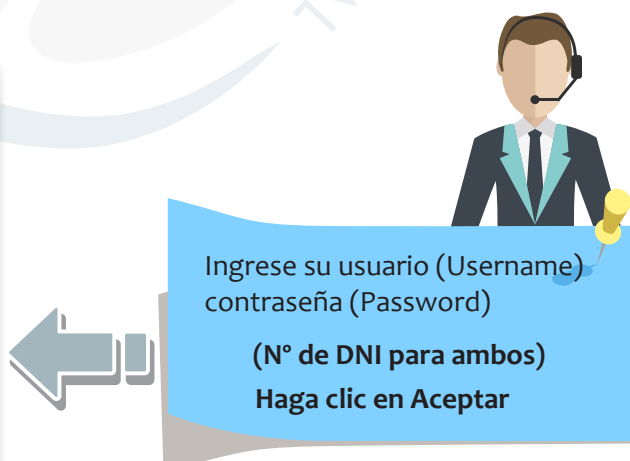 Ingrese su usuario (Username)
contraseña (Password)
(N° de DNI para ambos)
Haga clic en Aceptar